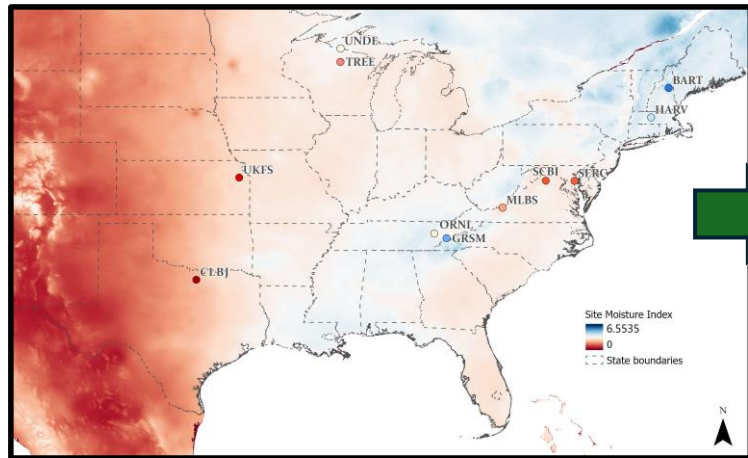 UNDE
TREE
BART
HARV
UKFS
SCBI
SERC
MLBS
ORNL
GRSM
CLBJ
Site Moisture Index
6.5535
0
State boundaries
N